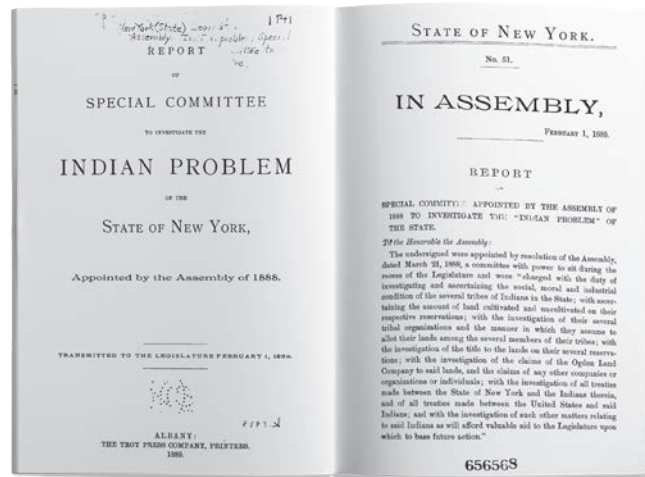 1741
New York (State) Legis
Assembly. Special
REPORT
OF
SPECIAL COMMITTEE
TO INVESTIGATE THE
INDIAN PROBLEM
OF THE
STATE OF NEW YORK,
Appointed by the Assembly of 1888.
TRANSMITTED TO THE LEGISLATURE FEBRUARY 1, 1889.
ALBANY:
THE TROY PRESS COMPANY, PRINTERS.
1889.
STATE OF NEW YORK.
No. 51.
IN ASSEMBLY,
FEBRUARY 1, 1889.
REPORT
SPECIAL COMMITTEE APPOINTED BY THE ASSEMBLY OF
1888 TO INVESTIGATE THE "INDIAN PROBLEM" OF
THE STATE.
To the Honorable the Assembly:
The undersigned were appointed by resolution of the Assembly,
dated March 21, 1888, a committee with power to sit during the
recess of the Legislature and were "charged with the duty of
investigating and ascertaining the social, moral and industrial
condition of the several tribes of Indians in the State; with ascer-
taining the amount of land cultivated and uncultivated on their
respective reservations; with the investigation of their several
tribal organizations and the manner in which they assume to
allot their lands among the several members of their tribes; with
the investigation of the title to the lands on their several reserva-
tions; with the investigation of the claims of the Ogden Land
Company to said lands, and the claims of any other companies or
organizations or individuals; with the investigation of all treaties
made between the State of New York and the Indians therein,
and of all treaties made between the United States and said
Indians; and with the investigation of such other matters relating
to said Indians as will afford valuable aid to the Legislature upon
which to base future action."
656568